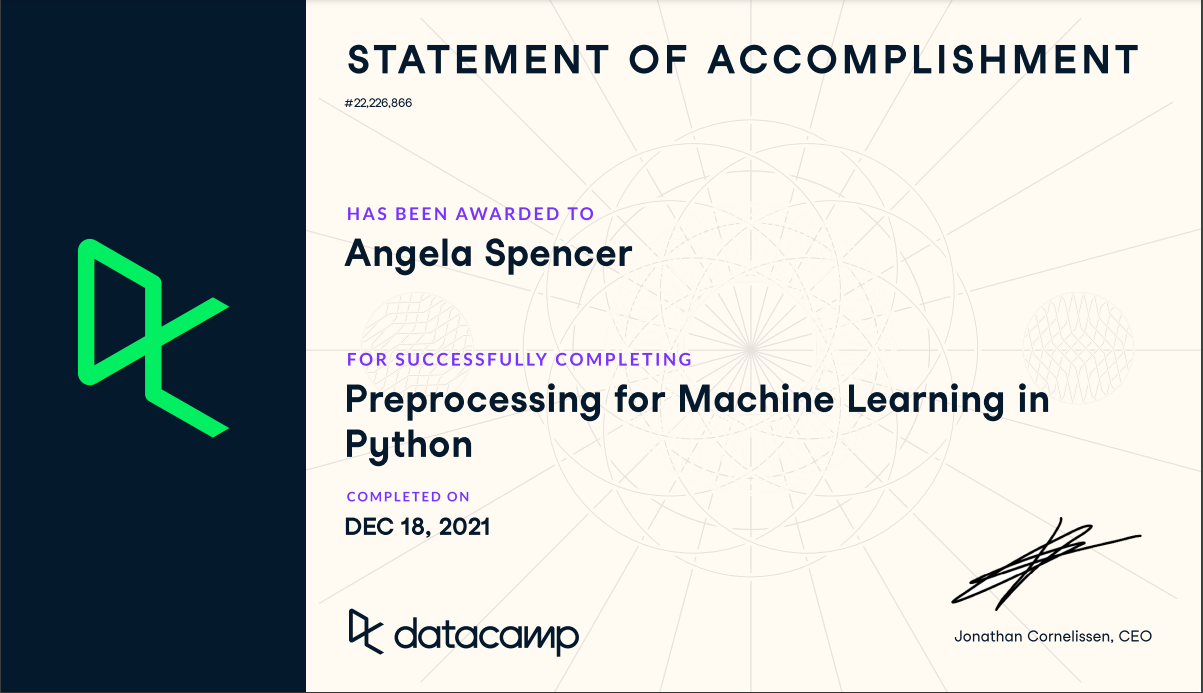 STATEMENT OF ACCOMPLISHMENT
#22,226,866
HAS BEEN AWARDED TO
Angela Spencer
FOR SUCCESSFULLY COMPLETING
Preprocessing for Machine Learning in
Python
COMPLETED ON
DEC 18, 2021
datacamp
Jonathan Cornelissen, CEO